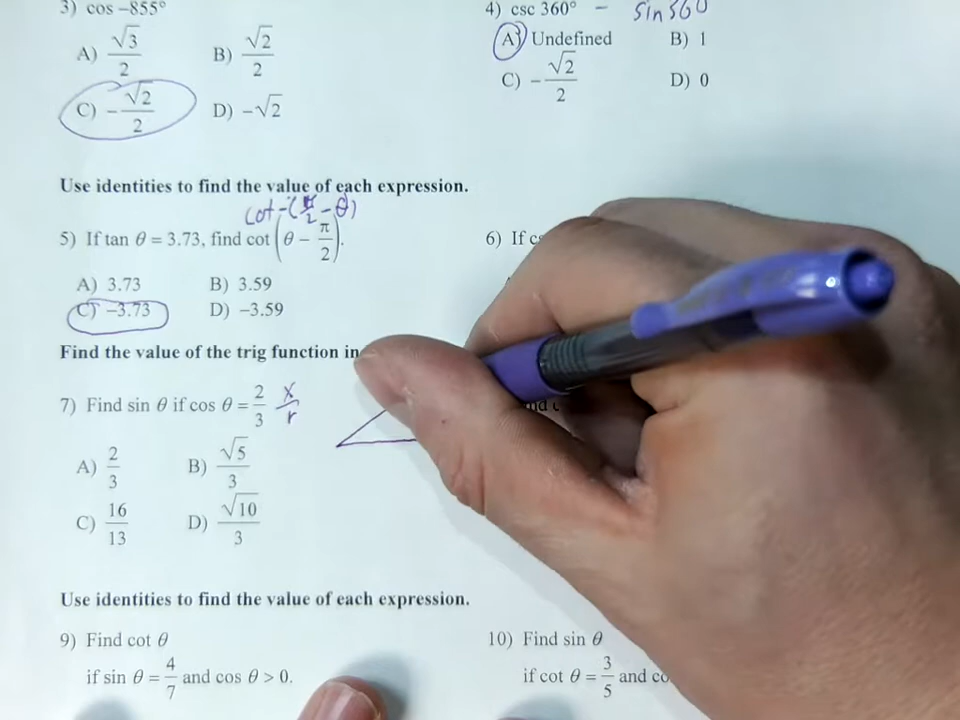 3) cos −855°
4) csc 360° − sin 360
A) √3/2 B) √2/2
A) Undefined B) 1
C) −√2/2 D) −√2
C) −√2/2 D) 0
Use identities to find the value of each expression.
cot -(π/2 - θ)
5) If tan θ = 3.73, find cot (θ − π/2).
6) If
A) 3.73 B) 3.59
C) −3.73 D) −3.59
Find the value of the trig function in
7) Find sin θ if cos θ = 2/3 x/r
A) 2/3 B) √5/3
C) 16/13 D) √10/3
Use identities to find the value of each expression.
9) Find cot θ
if sin θ = 4/7 and cos θ > 0.
10) Find sin θ
if cot θ = 3/5 and